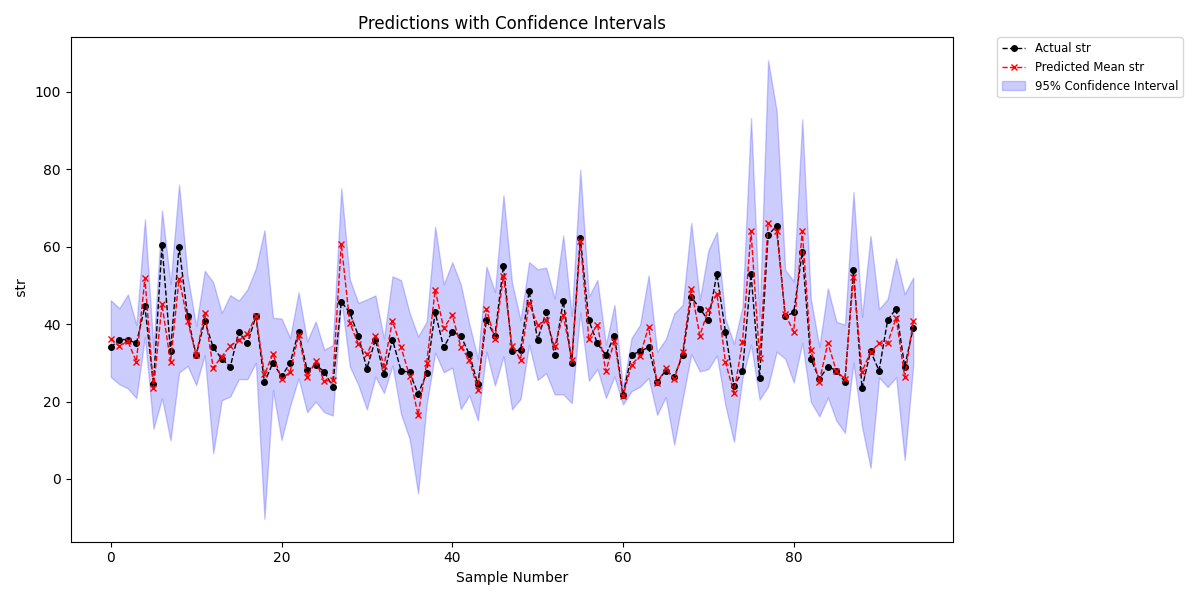 Predictions with Confidence Intervals
Actual str
Predicted Mean str
95% Confidence Interval
str
100
80
60
40
20
0
0 20 40 60 80
Sample Number